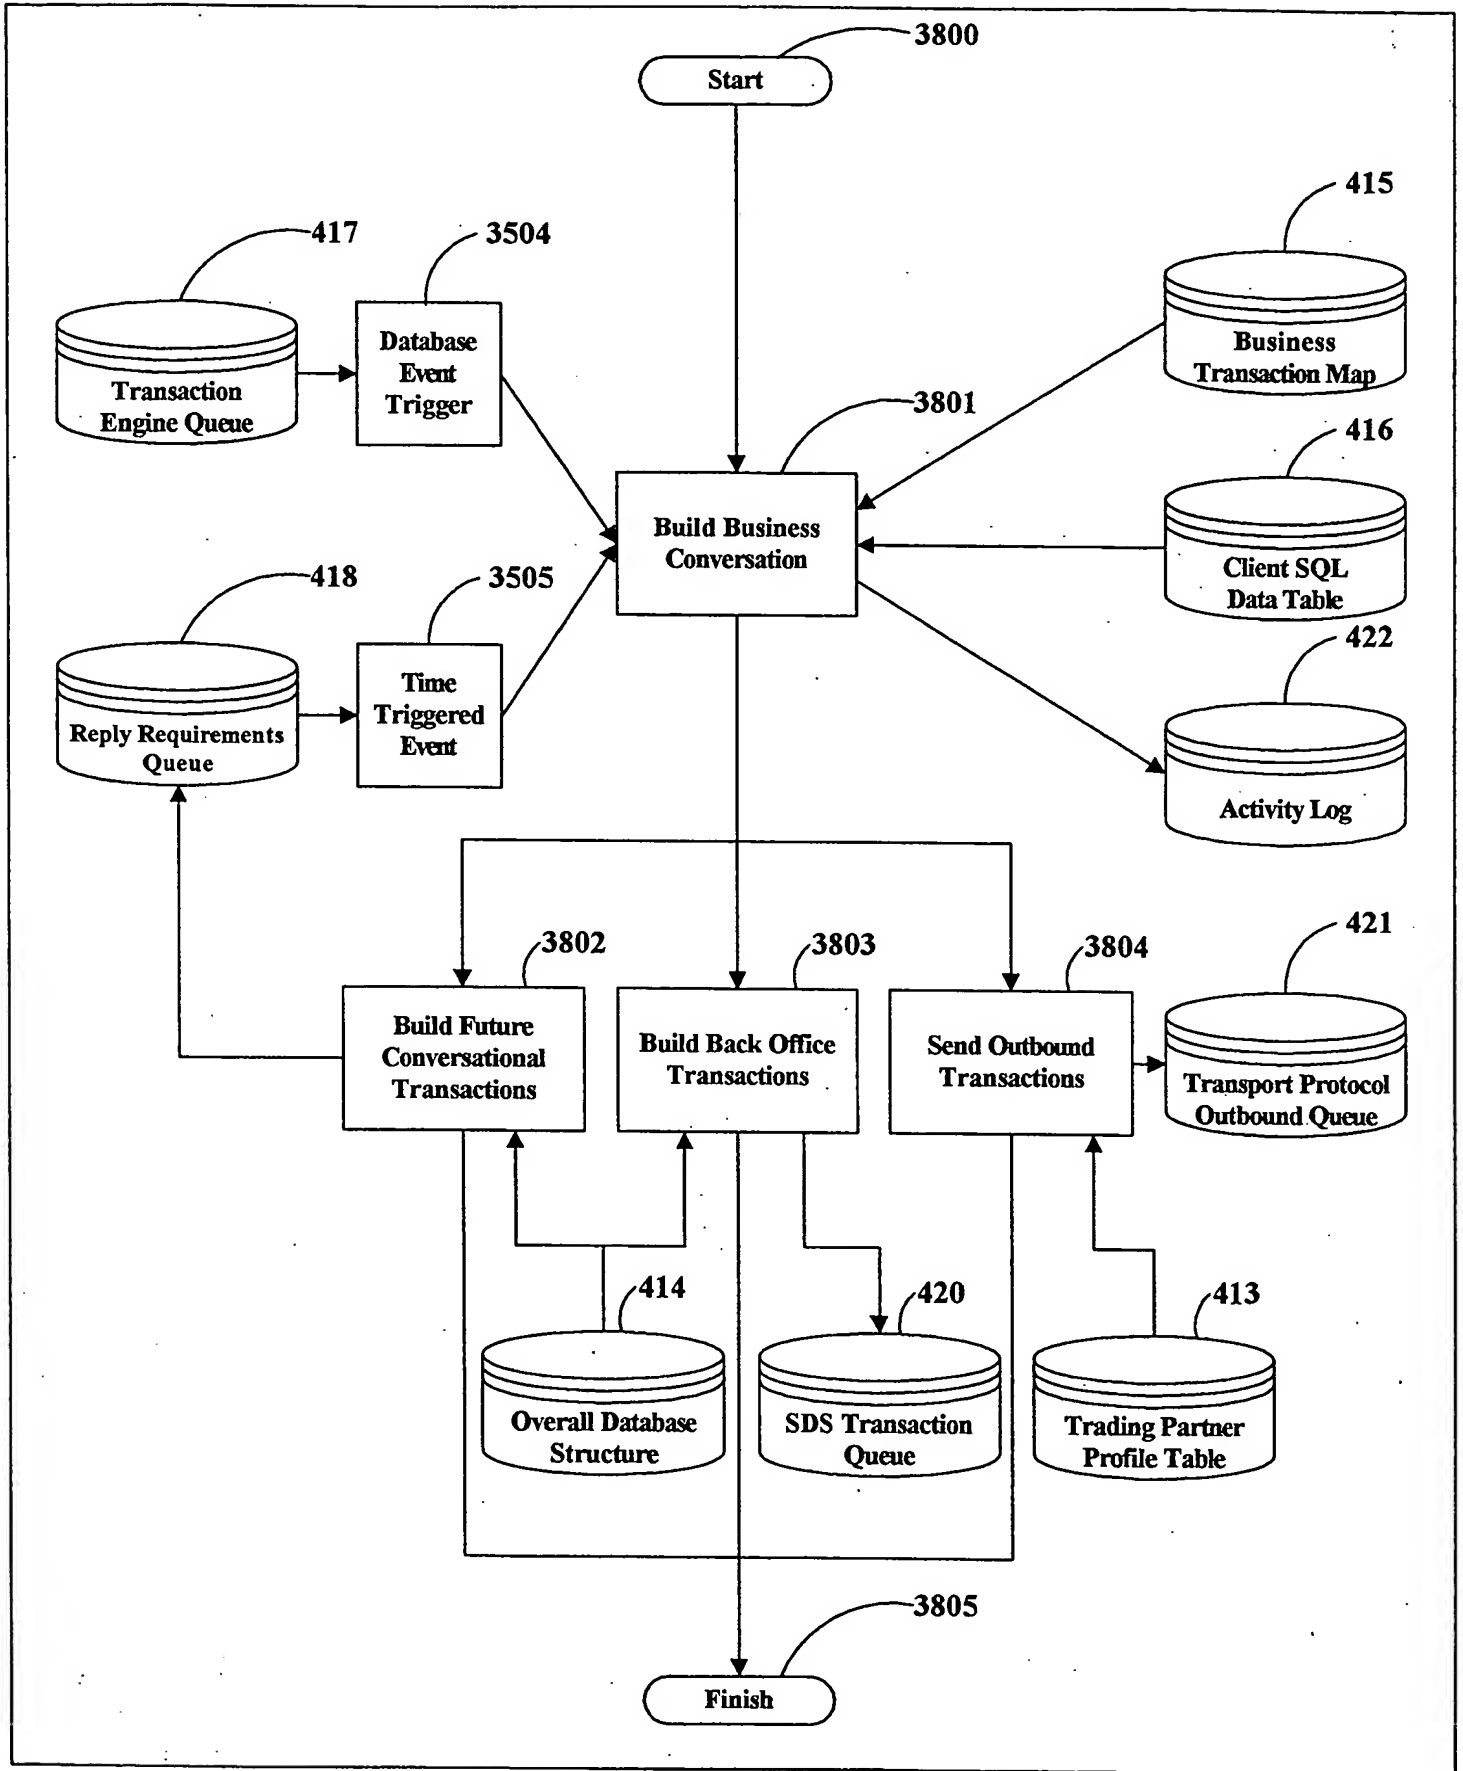 3800
Start
415
417
3504
Business
Transaction Map
Database
Event
Trigger
Transaction
Engine Queue
3801
416
Build Business
Conversation
Client SQL
Data Table
418
3505
422
Time
Triggered
Event
Reply Requirements
Queue
Activity Log
421
3802
3803
3804
Build Future
Conversational
Transactions
Build Back Office
Transactions
Send Outbound
Transactions
Transport Protocol
Outbound Queue
414
420
413
Overall Database
Structure
SDS Transaction
Queue
Trading Partner
Profile Table
3805
Finish